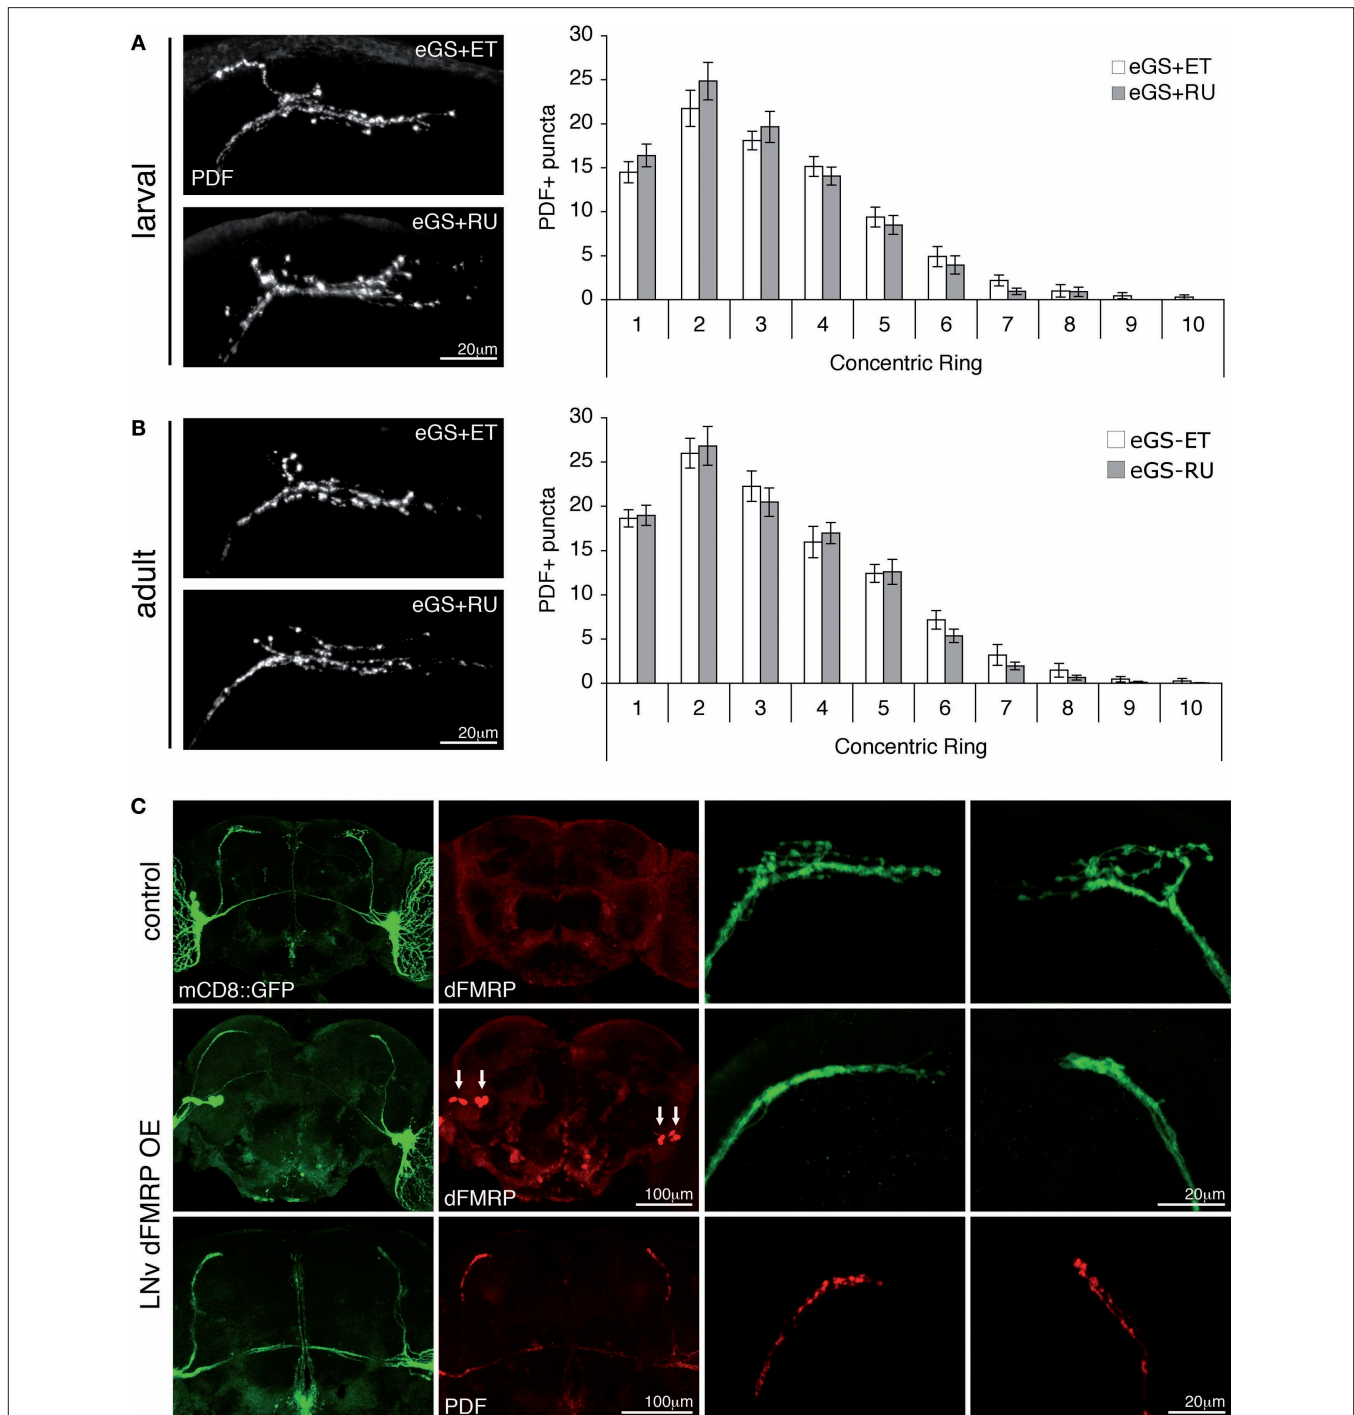 A
larval
eGS+ET
PDF
eGS+RU
20μm
PDF+ puncta
30
25
20
15
10
5
0
eGS+ET
eGS+RU
1 2 3 4 5 6 7 8 9 10
Concentric Ring
B
adult
eGS+ET
eGS+RU
20μm
PDF+ puncta
30
25
20
15
10
5
0
eGS-ET
eGS-RU
1 2 3 4 5 6 7 8 9 10
Concentric Ring
C
control
mCD8::GFP
dFMRP
LNv dFMRP OE
dFMRP
100μm
20μm
PDF
100μm
20μm